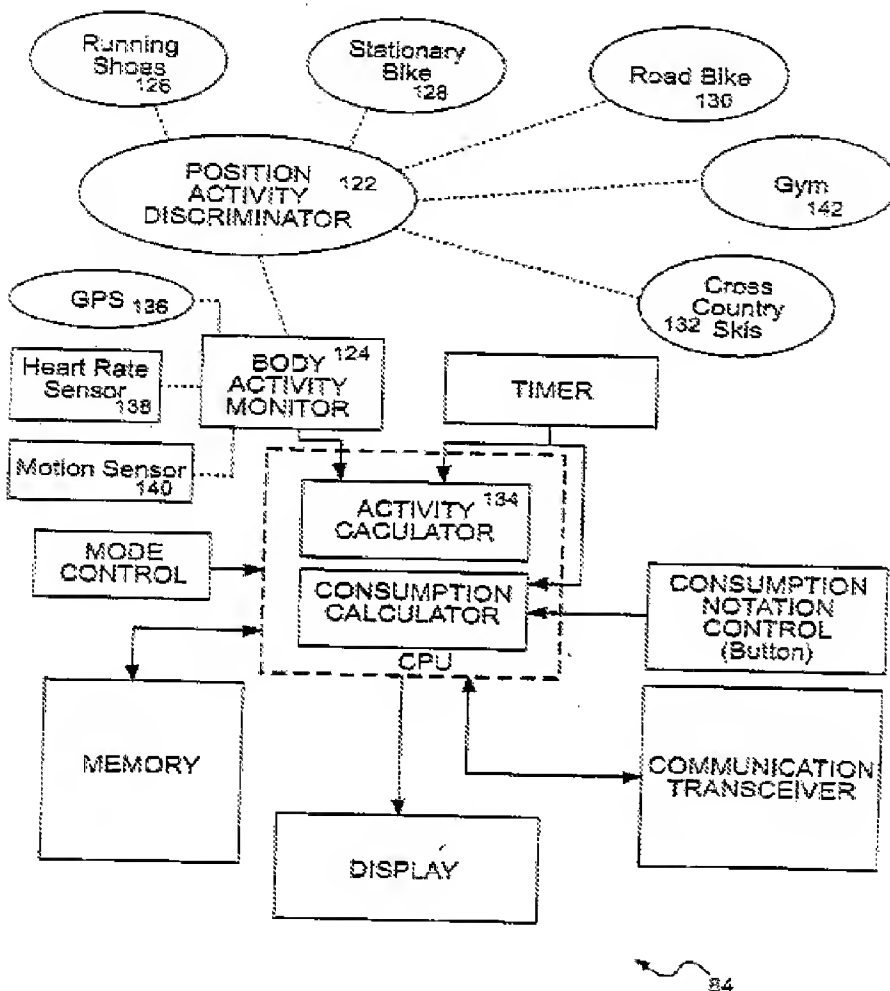 Running
Shoes
126
Stationary
Bike
128
Road Bike
130
POSITION
ACTIVITY
DISCRIMINATOR
122
Gym
142
GPS 136
Cross
Country
Skis
132
Heart Rate
Sensor
138
BODY
ACTIVITY
MONITOR
124
TIMER
Motion Sensor
140
ACTIVITY
CACULATOR
134
MODE
CONTROL
CONSUMPTION
CALCULATOR
CPU
CONSUMPTION
NOTATION
CONTROL
(Button)
MEMORY
COMMUNICATION
TRANSCEIVER
DISPLAY
84